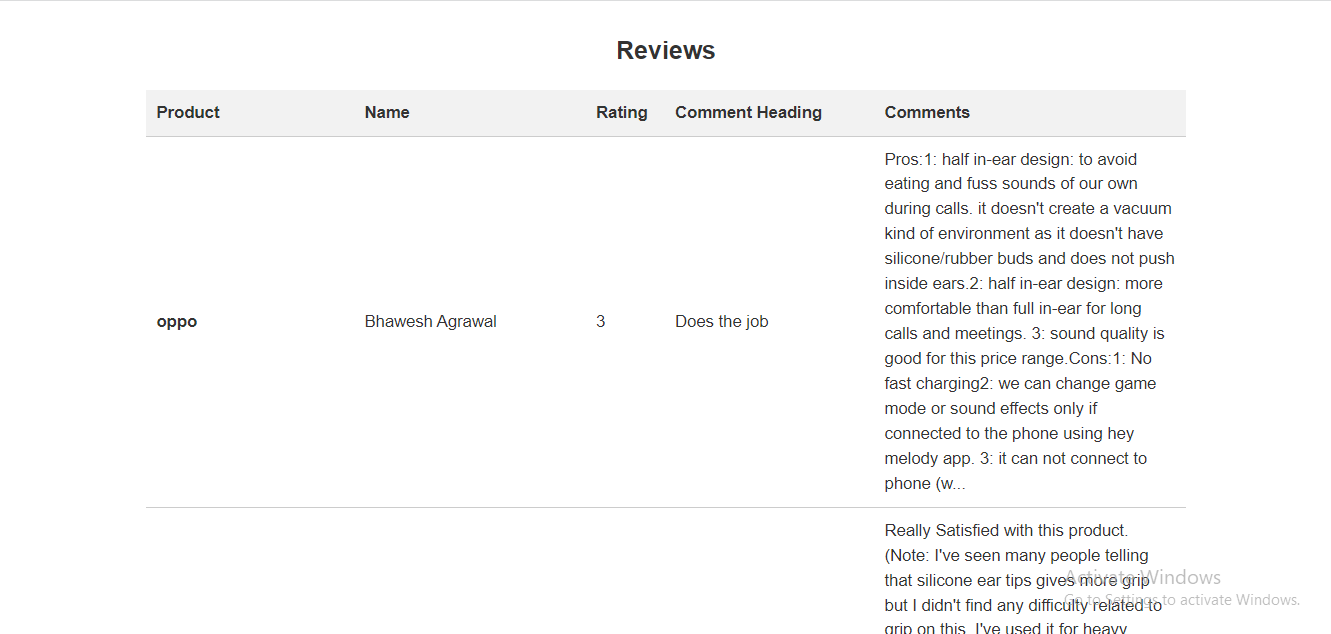 Reviews
Product Name Rating Comment Heading Comments
Pros:1: half in-ear design: to avoid
eating and fuss sounds of our own
during calls. it doesn't create a vacuum
kind of environment as it doesn't have
silicone/rubber buds and does not push
inside ears.2: half in-ear design: more
comfortable than full in-ear for long
oppo Bhawesh Agrawal 3 Does the job
calls and meetings. 3: sound quality is
good for this price range.Cons:1: No
fast charging2: we can change game
mode or sound effects only if
connected to the phone using hey
melody app. 3: it can not connect to
phone (w...
Really Satisfied with this product.
(Note: I've seen many people telling
that silicone ear tips gives more grip
but I didn't find any difficulty related to
grip on this. I've used it for heavy
Activate Windows
Go to Settings to activate Windows.